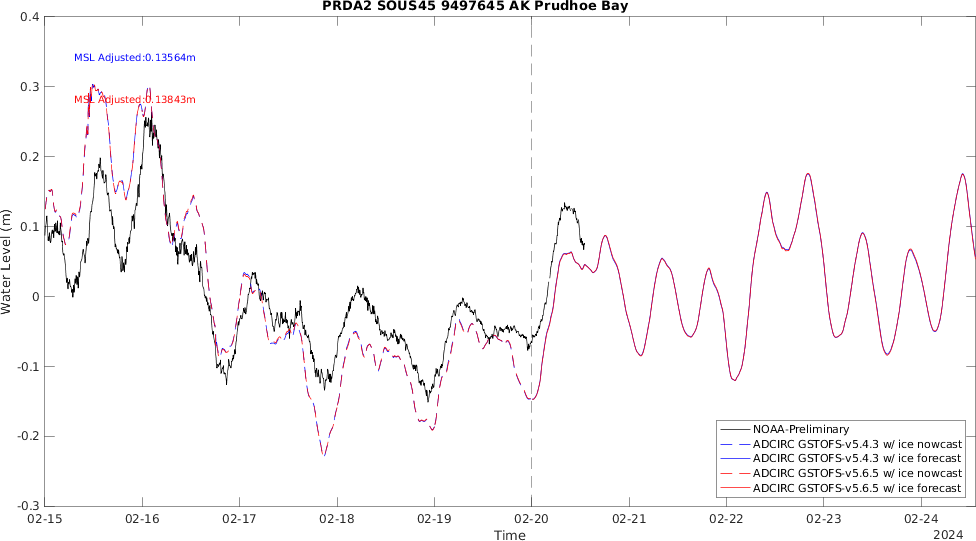 PRDA2 SOUS45 9497645 AK Prudhoe Bay
0.4
MSL Adjusted:0.13564m
0.3
MSL Adjusted:0.13843m
0.2
0.1
Water Level (m)
0
-0.1
-0.2
NOAA-Preliminary
ADCIRC GSTOFS-v5.4.3 w/ ice nowcast
ADCIRC GSTOFS-v5.4.3 w/ ice forecast
ADCIRC GSTOFS-v5.6.5 w/ ice nowcast
ADCIRC GSTOFS-v5.6.5 w/ ice forecast
-0.3
02-15 02-16 02-17 02-18 02-19 02-20 02-21 02-22 02-23 02-24
Time
2024